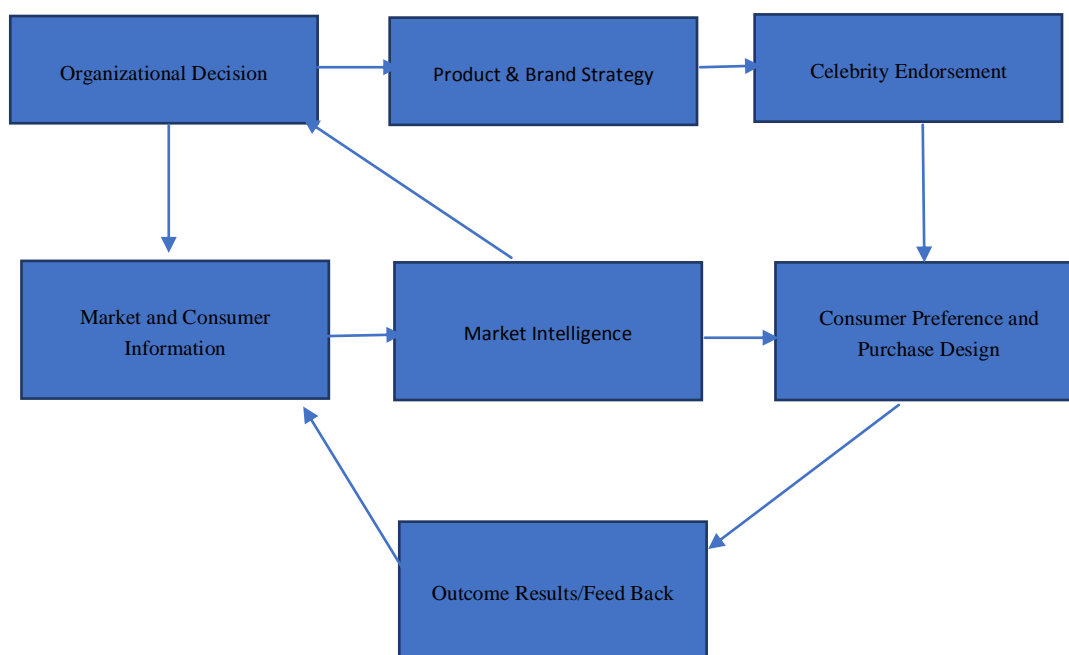 Organizational Decision
Product & Brand Strategy
Celebrity Endorsement
Market and Consumer
Information
Market Intelligence
Consumer Preference and
Purchase Design
Outcome Results/Feed Back